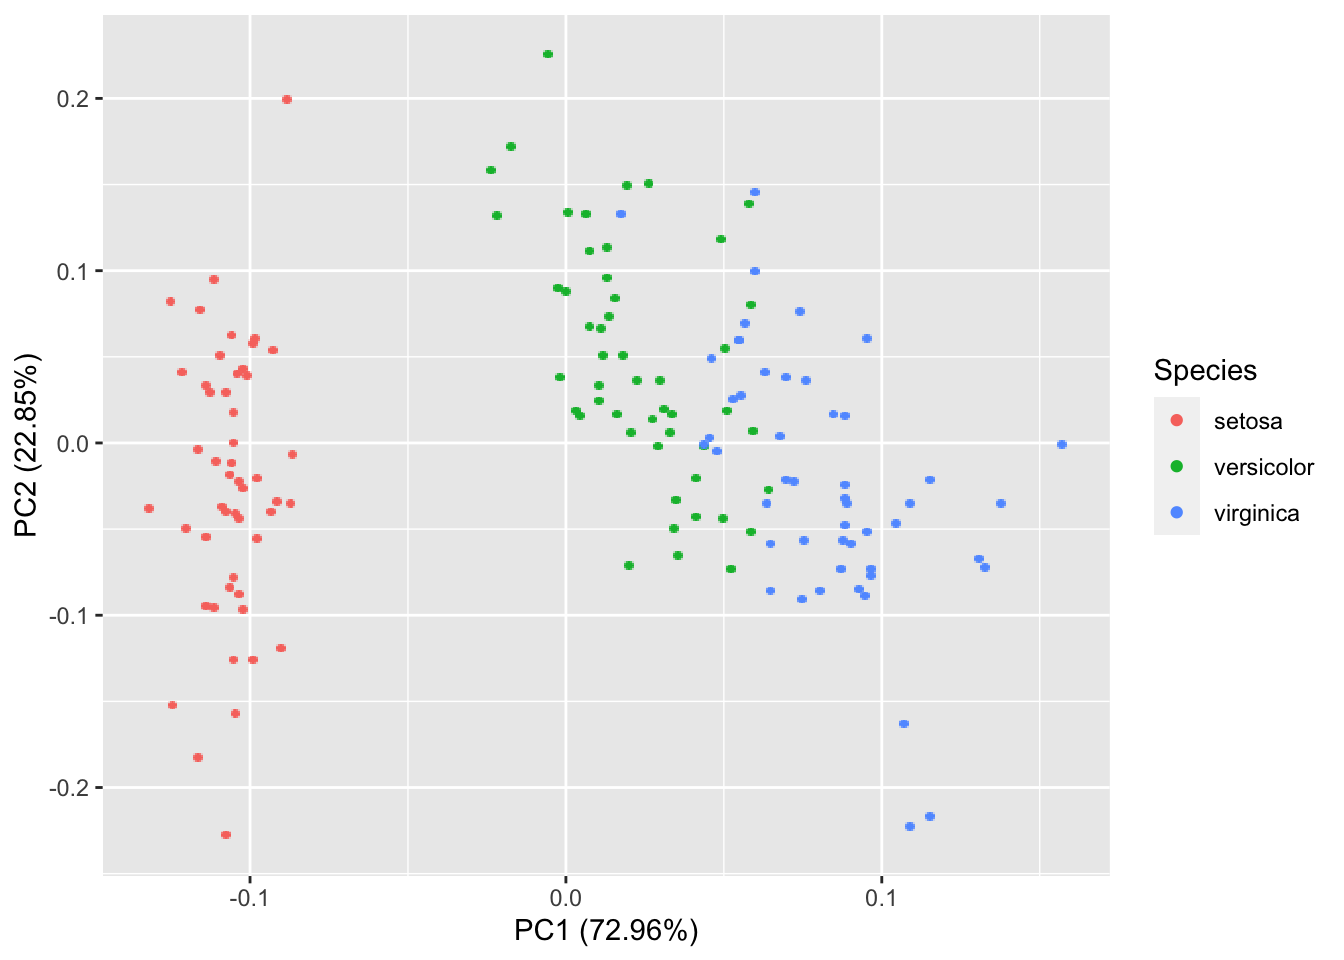 0.2
0.1
0.0
-0.1
-0.2
PC2 (22.85%)
-0.1
0.0
0.1
PC1 (72.96%)
Species
setosa
versicolor
virginica